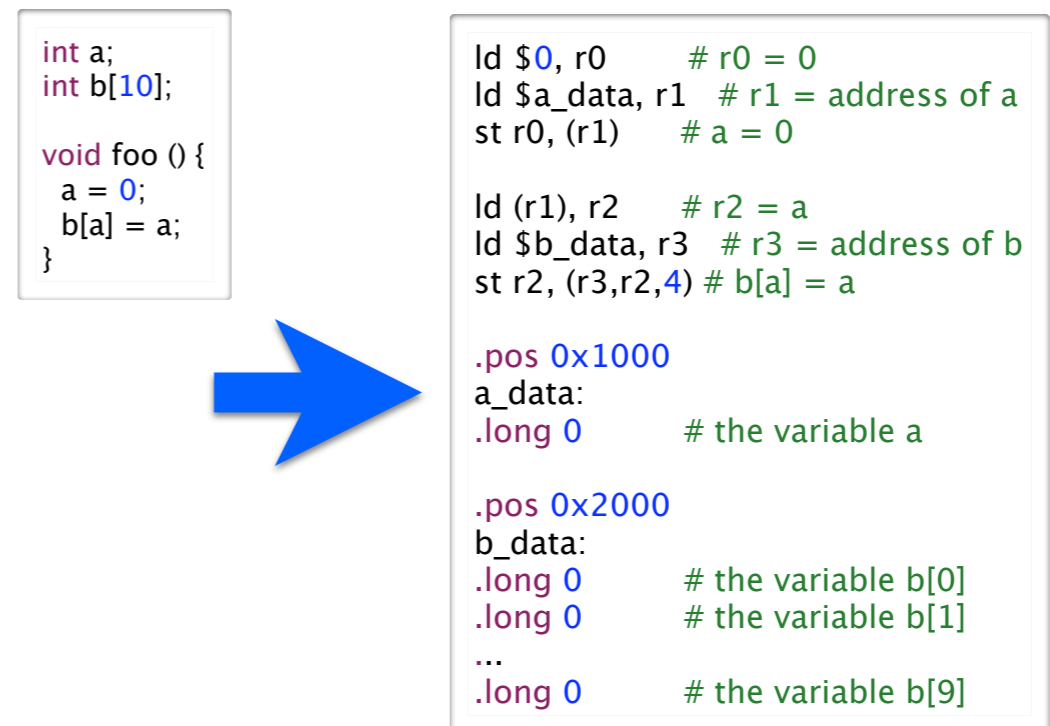 int a;
int b[10];
void foo () {
a = 0;
b[a] = a;
}
ld $0, r0 # r0 = 0
ld $a_data, r1 # r1 = address of a
st r0, (r1) # a = 0
ld (r1), r2 # r2 = a
ld $b_data, r3 # r3 = address of b
st r2, (r3,r2,4) # b[a] = a
.pos 0x1000
a_data:
.long 0 # the variable a
.pos 0x2000
b_data:
.long 0 # the variable b[0]
.long 0 # the variable b[1]
...
.long 0 # the variable b[9]